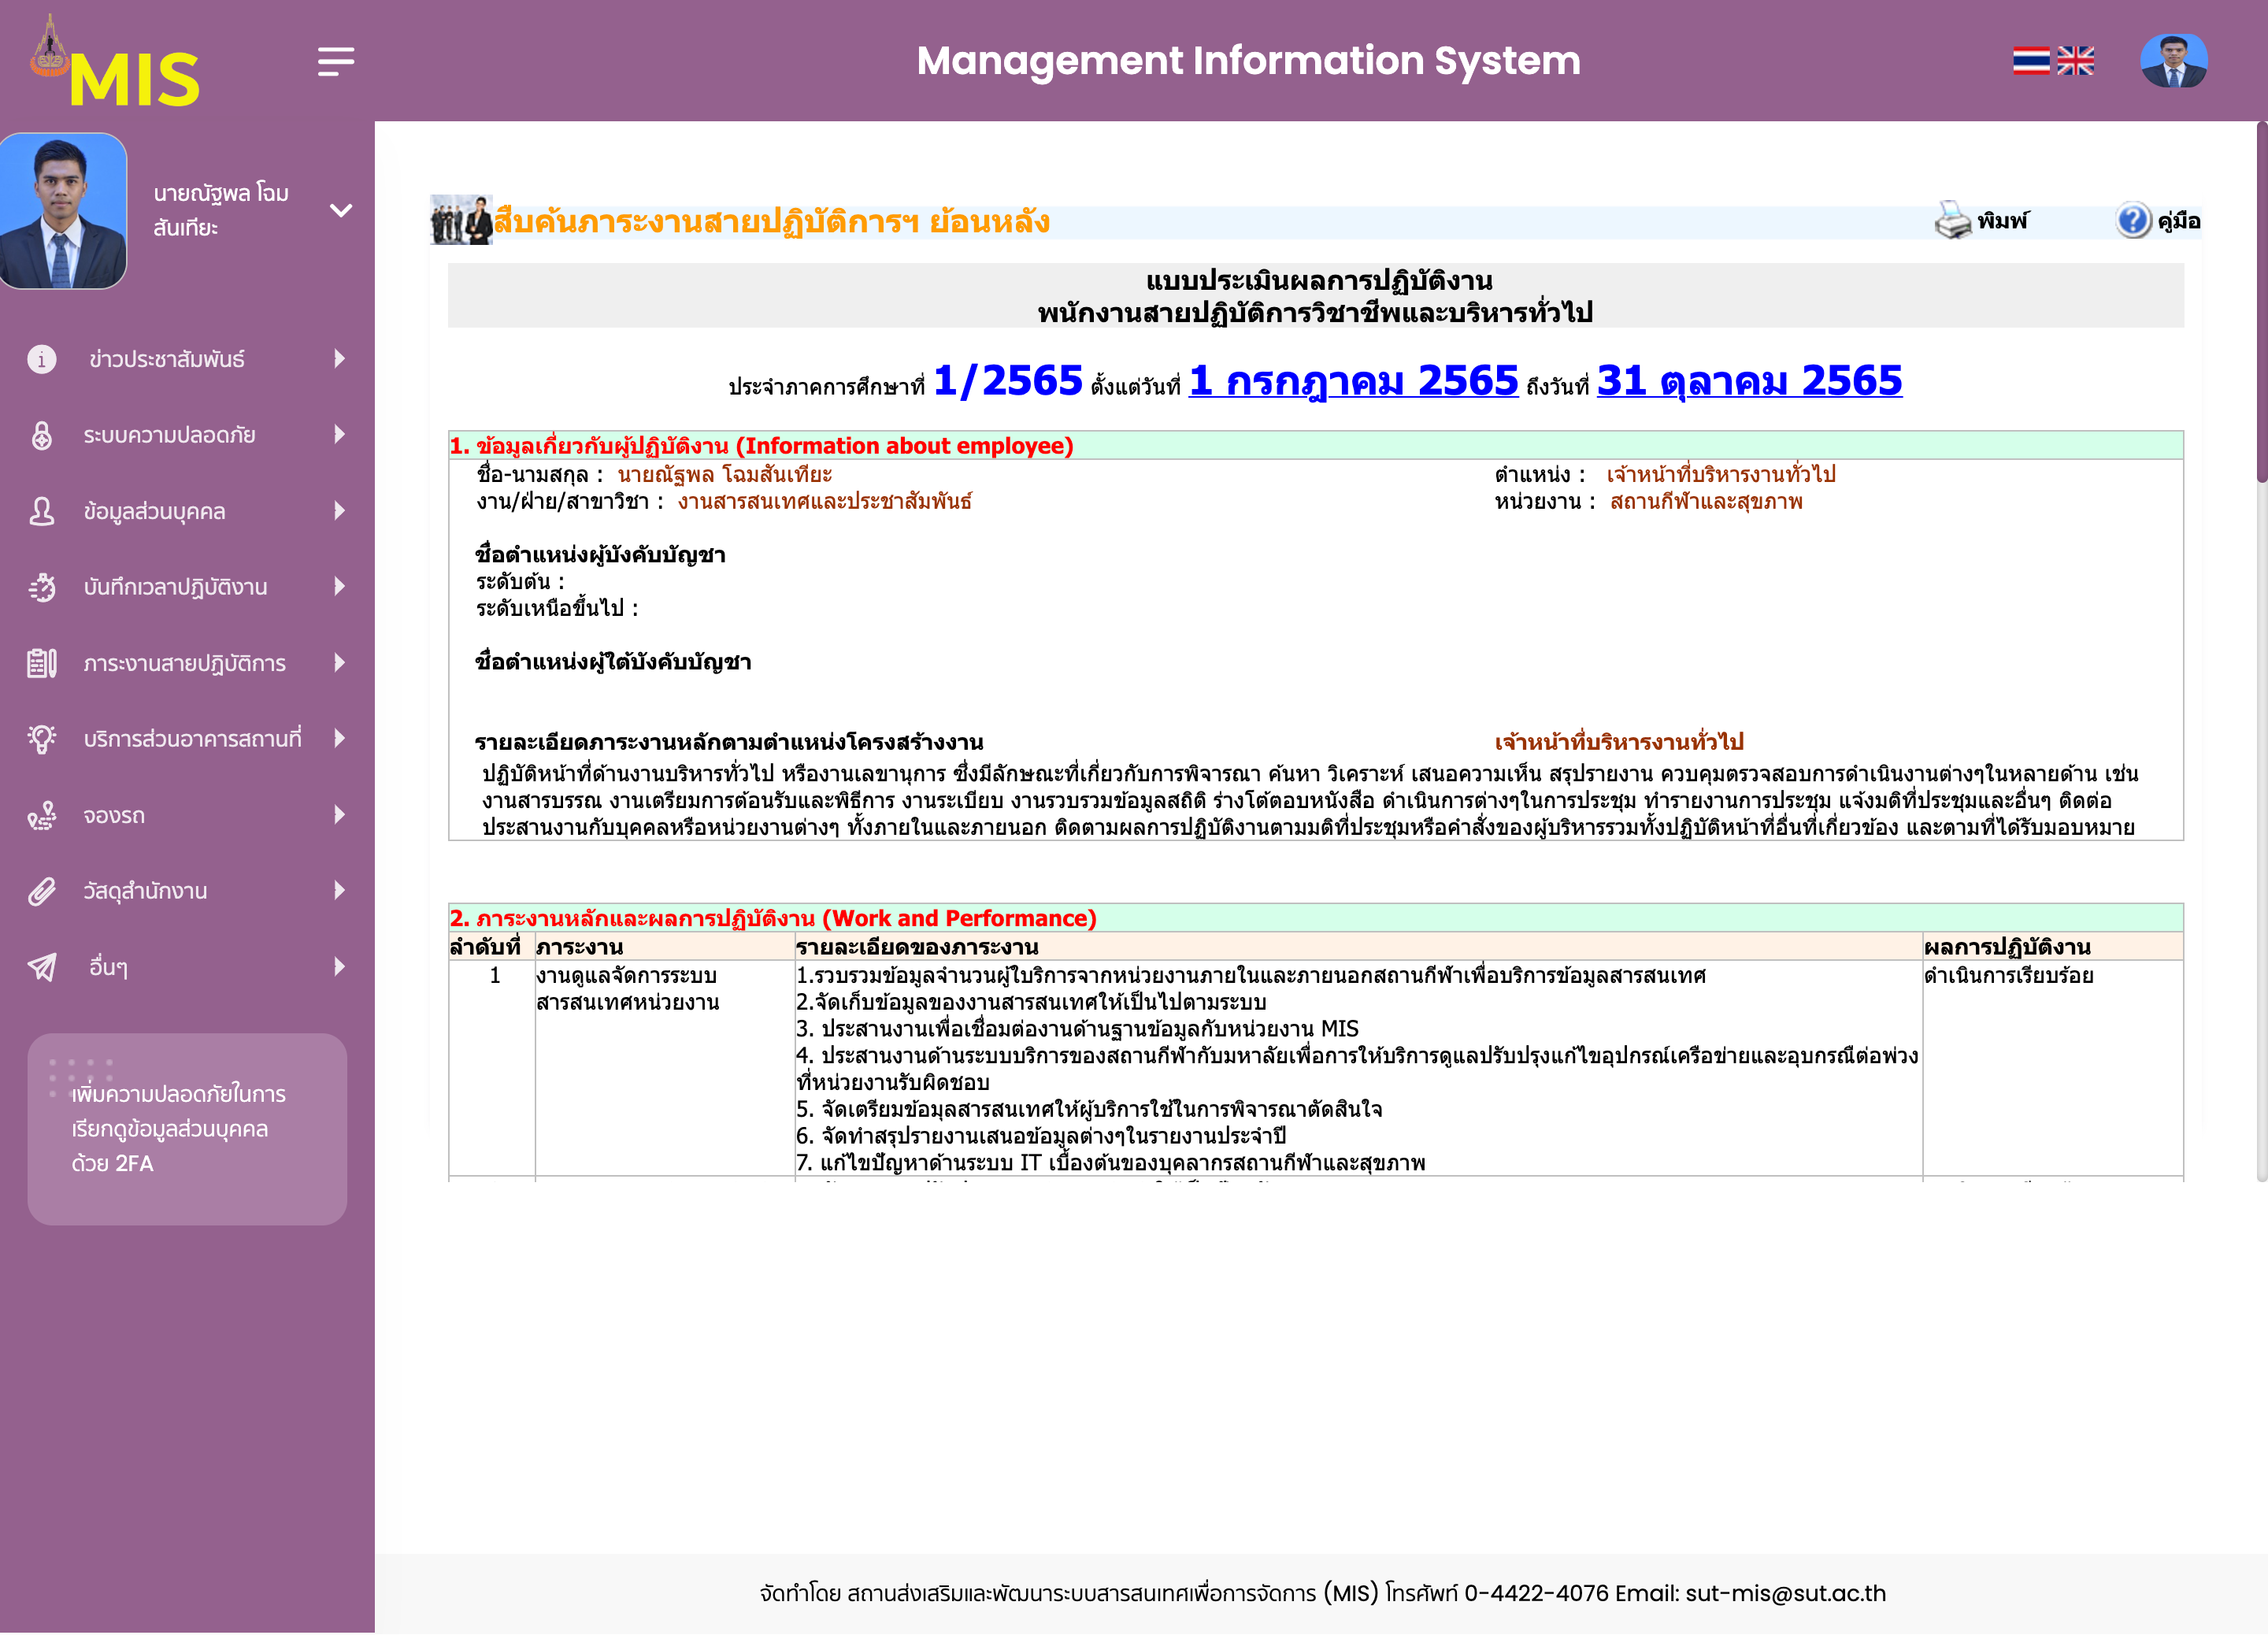 MIS
Management Information System
นายณัฐพล โฉม
สันเทียะ
ข่าวประชาสัมพันธ์
ระบบความปลอดภัย
ข้อมูลส่วนบุคคล
บันทึกเวลาปฏิบัติงาน
ภาระงานสายปฏิบัติการ
บริการส่วนอาคารสถานที่
จองรถ
วัสดุสำนักงาน
อื่นๆ
เพิ่มความปลอดภัยในการ
เรียกดูข้อมูลส่วนบุคคล
ด้วย 2FA
สืบค้นภาระงานสายปฏิบัติการฯ ย้อนหลัง
พิมพ์
คู่มือ
แบบประเมินผลการปฏิบัติงาน
พนักงานสายปฏิบัติการวิชาชีพและบริหารทั่วไป
ประจำภาคการศึกษาที่ 1/2565 ตั้งแต่วันที่ 1 กรกฎาคม 2565 ถึงวันที่ 31 ตุลาคม 2565
1. ข้อมูลเกี่ยวกับผู้ปฏิบัติงาน (Information about employee)
ชื่อ-นามสกุล : นายณัฐพล โฉมสันเทียะ ตำแหน่ง : เจ้าหน้าที่บริหารงานทั่วไป
งาน/ฝ่าย/สาขาวิชา : งานสารสนเทศและประชาสัมพันธ์ หน่วยงาน : สถานกีฬาและสุขภาพ
ชื่อตำแหน่งผู้บังคับบัญชา
ระดับต้น :
ระดับเหนือขึ้นไป :
ชื่อตำแหน่งผู้ใต้บังคับบัญชา
รายละเอียดภาระงานหลักตามตำแหน่งโครงสร้างงาน เจ้าหน้าที่บริหารงานทั่วไป
ปฏิบัติหน้าที่ด้านงานบริหารทั่วไป หรืองานเลขานุการ ซึ่งมีลักษณะที่เกี่ยวกับการพิจารณา ค้นหา วิเคราะห์ เสนอความเห็น สรุปรายงาน ควบคุมตรวจสอบการดำเนินงานต่างๆในหลายด้าน เช่น
งานสารบรรณ งานเตรียมการต้อนรับและพิธีการ งานระเบียบ งานรวบรวมข้อมูลสถิติ ร่างโต้ตอบหนังสือ ดำเนินการต่างๆในการประชุม ทำรายงานการประชุม แจ้งมติที่ประชุมและอื่นๆ ติดต่อ
ประสานงานกับบุคคลหรือหน่วยงานต่างๆ ทั้งภายในและภายนอก ติดตามผลการปฏิบัติงานตามมติที่ประชุมหรือคำสั่งของผู้บริหารรวมทั้งปฏิบัติหน้าที่อื่นที่เกี่ยวข้อง และตามที่ได้รับมอบหมาย
2. ภาระงานหลักและผลการปฏิบัติงาน (Work and Performance)
ลำดับที่ ภาระงาน รายละเอียดของภาระงาน ผลการปฏิบัติงาน
1 งานดูแลจัดการระบบ 1.รวบรวมข้อมูลจำนวนผู้ใบริการจากหน่วยงานภายในและภายนอกสถานกีฬาเพื่อบริการข้อมูลสารสนเทศ ดำเนินการเรียบร้อย
สารสนเทศหน่วยงาน 2.จัดเก็บข้อมูลของงานสารสนเทศให้เป็นไปตามระบบ
3. ประสานงานเพื่อเชื่อมต่องานด้านฐานข้อมูลกับหน่วยงาน MIS
4. ประสานงานด้านระบบบริการของสถานกีฬากับมหาลัยเพื่อการให้บริการดูแลปรับปรุงแก้ไขอุปกรณ์เครือข่ายและอุบกรณีต่อพ่วง
ที่หน่วยงานรับผิดชอบ
5. จัดเตรียมข้อมุลสารสนเทศให้ผู้บริการใช้ในการพิจารณาตัดสินใจ
6. จัดทำสรุปรายงานเสนอข้อมูลต่างๆในรายงานประจำปี
7. แก้ไขปัญหาด้านระบบ IT เบื้องต้นของบุคลากรสถานกีฬาและสุขภาพ
จัดทำโดย สถานส่งเสริมและพัฒนาระบบสารสนเทศเพื่อการจัดการ (MIS) โทรศัพท์ 0-4422-4076 Email: sut-mis@sut.ac.th